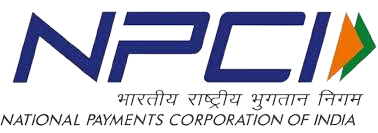 NPCI
भारतीय राष्ट्रीय भुगतान निगम
NATIONAL PAYMENTS CORPORATION OF INDIA